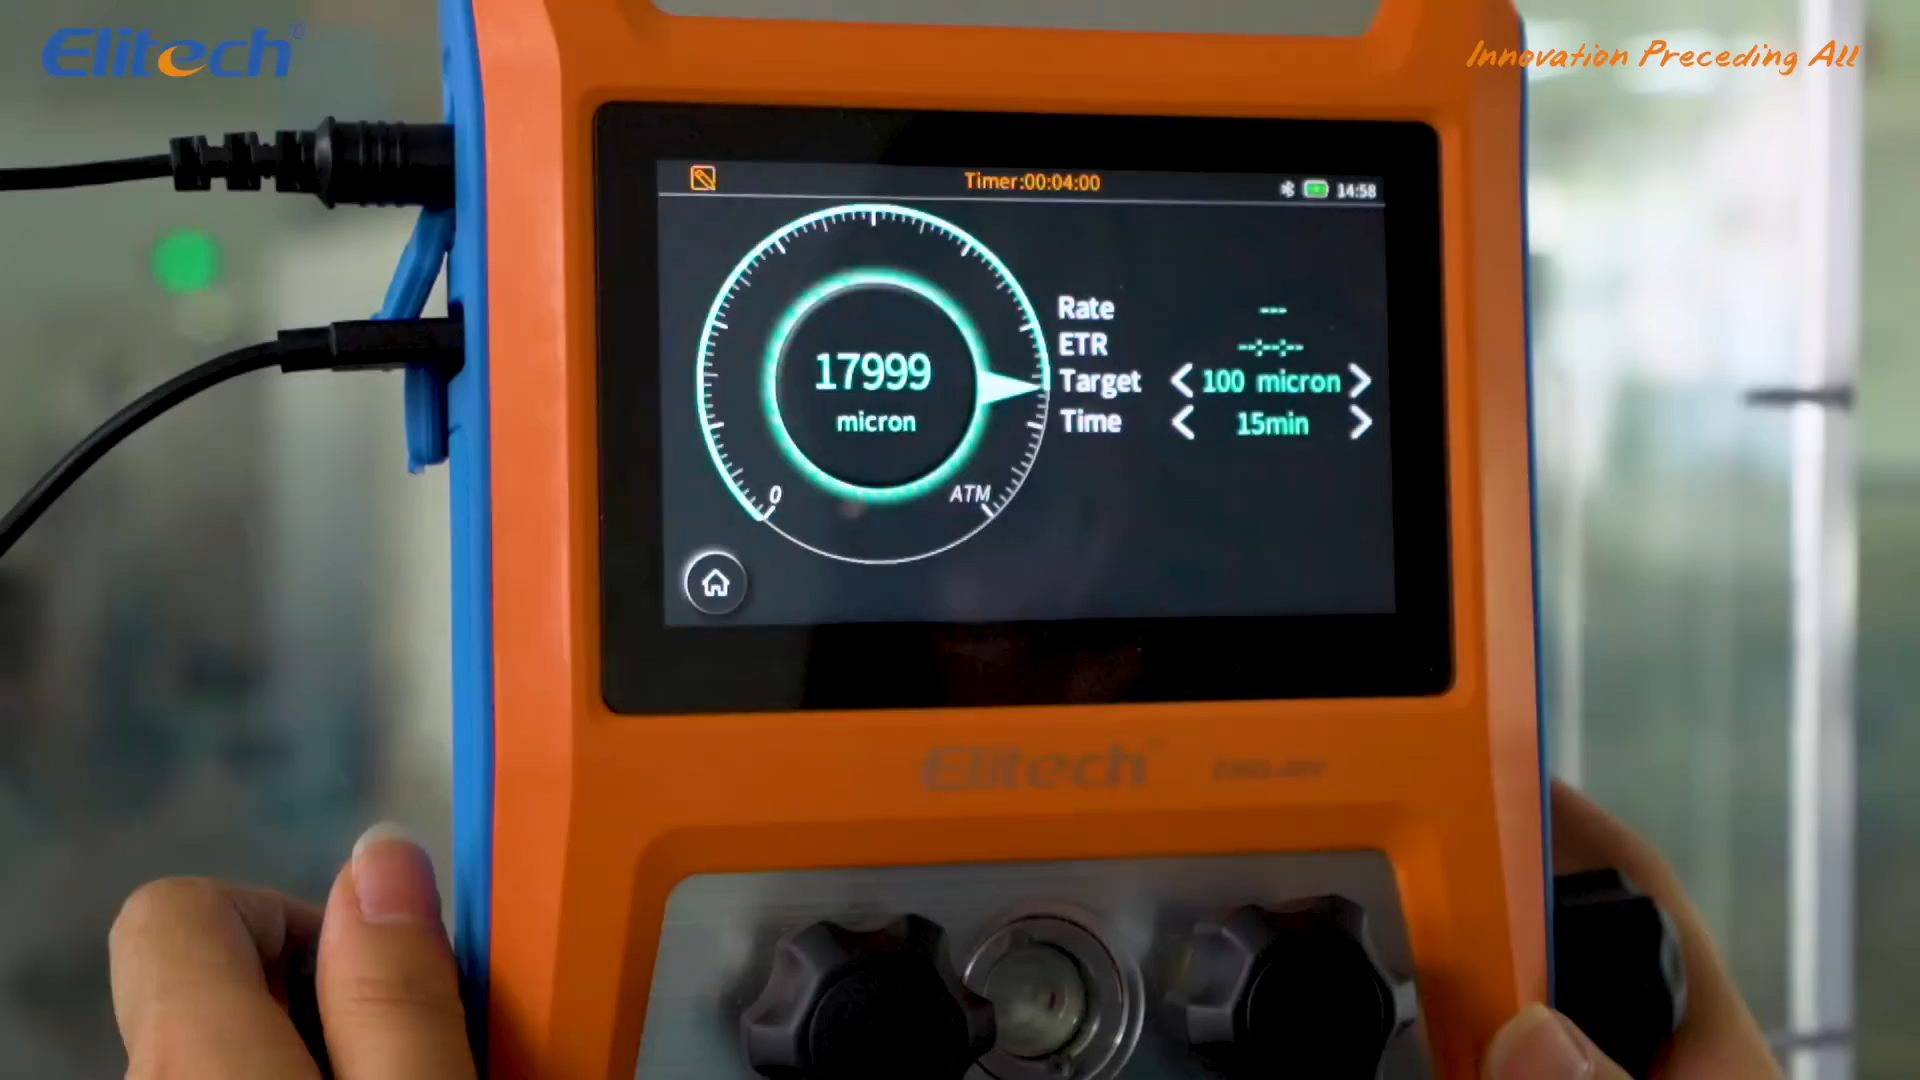 Elitech®
Innovation Preceding All
Timer:00:04:00
14:58
17999
micron
0
ATM
Rate ---
ETR --:--:--
Target < 100 micron >
Time < 15min >
Elitech